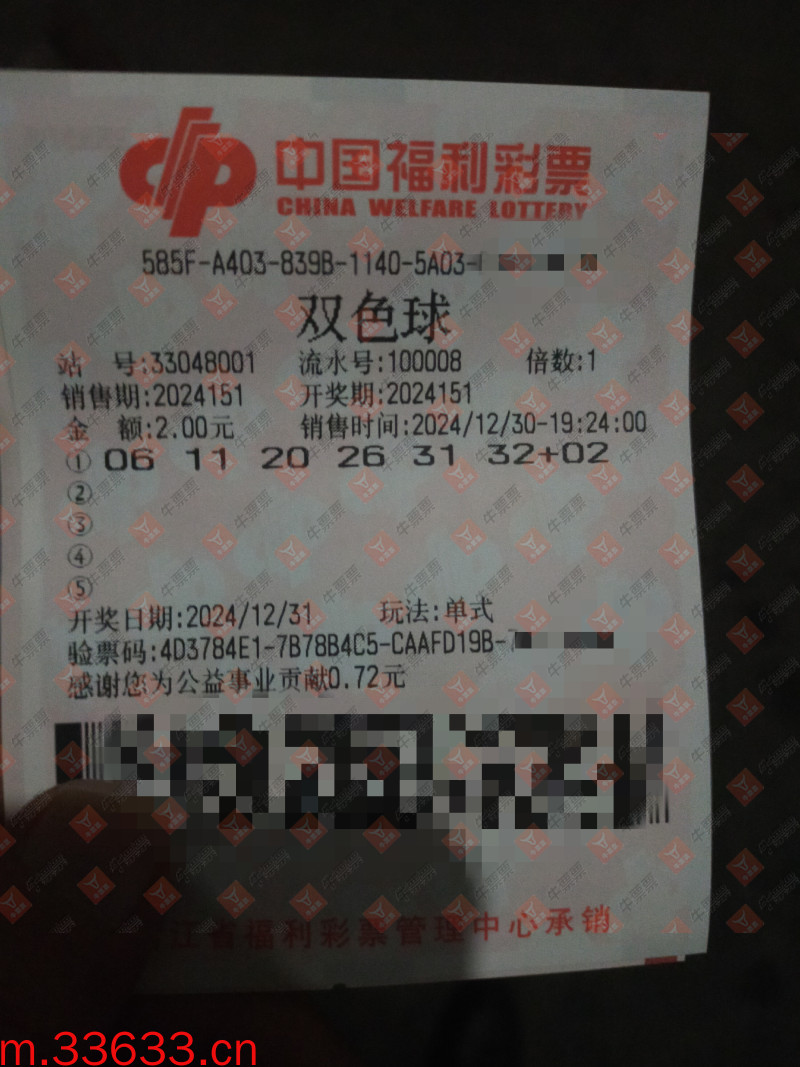 中国福利彩票
CHINA WELFARE LOTTERY
585F-A403-839B-1140-5A03-
双色球
站 号:33048001 流水号:100008 倍数:1
销售期:2024151 开奖期:2024151
金 额:2.00元 销售时间:2024/12/30-19:24:00
① 06 11 20 26 31 32+02
②
③
④
⑤
开奖日期:2024/12/31 玩法:单式
验票码:4D3784E1-7B78B4C5-CAAFD19B-
感谢您为公益事业贡献0.72元
江省福利彩票管理中心承销
牛票票
m.33633.cn